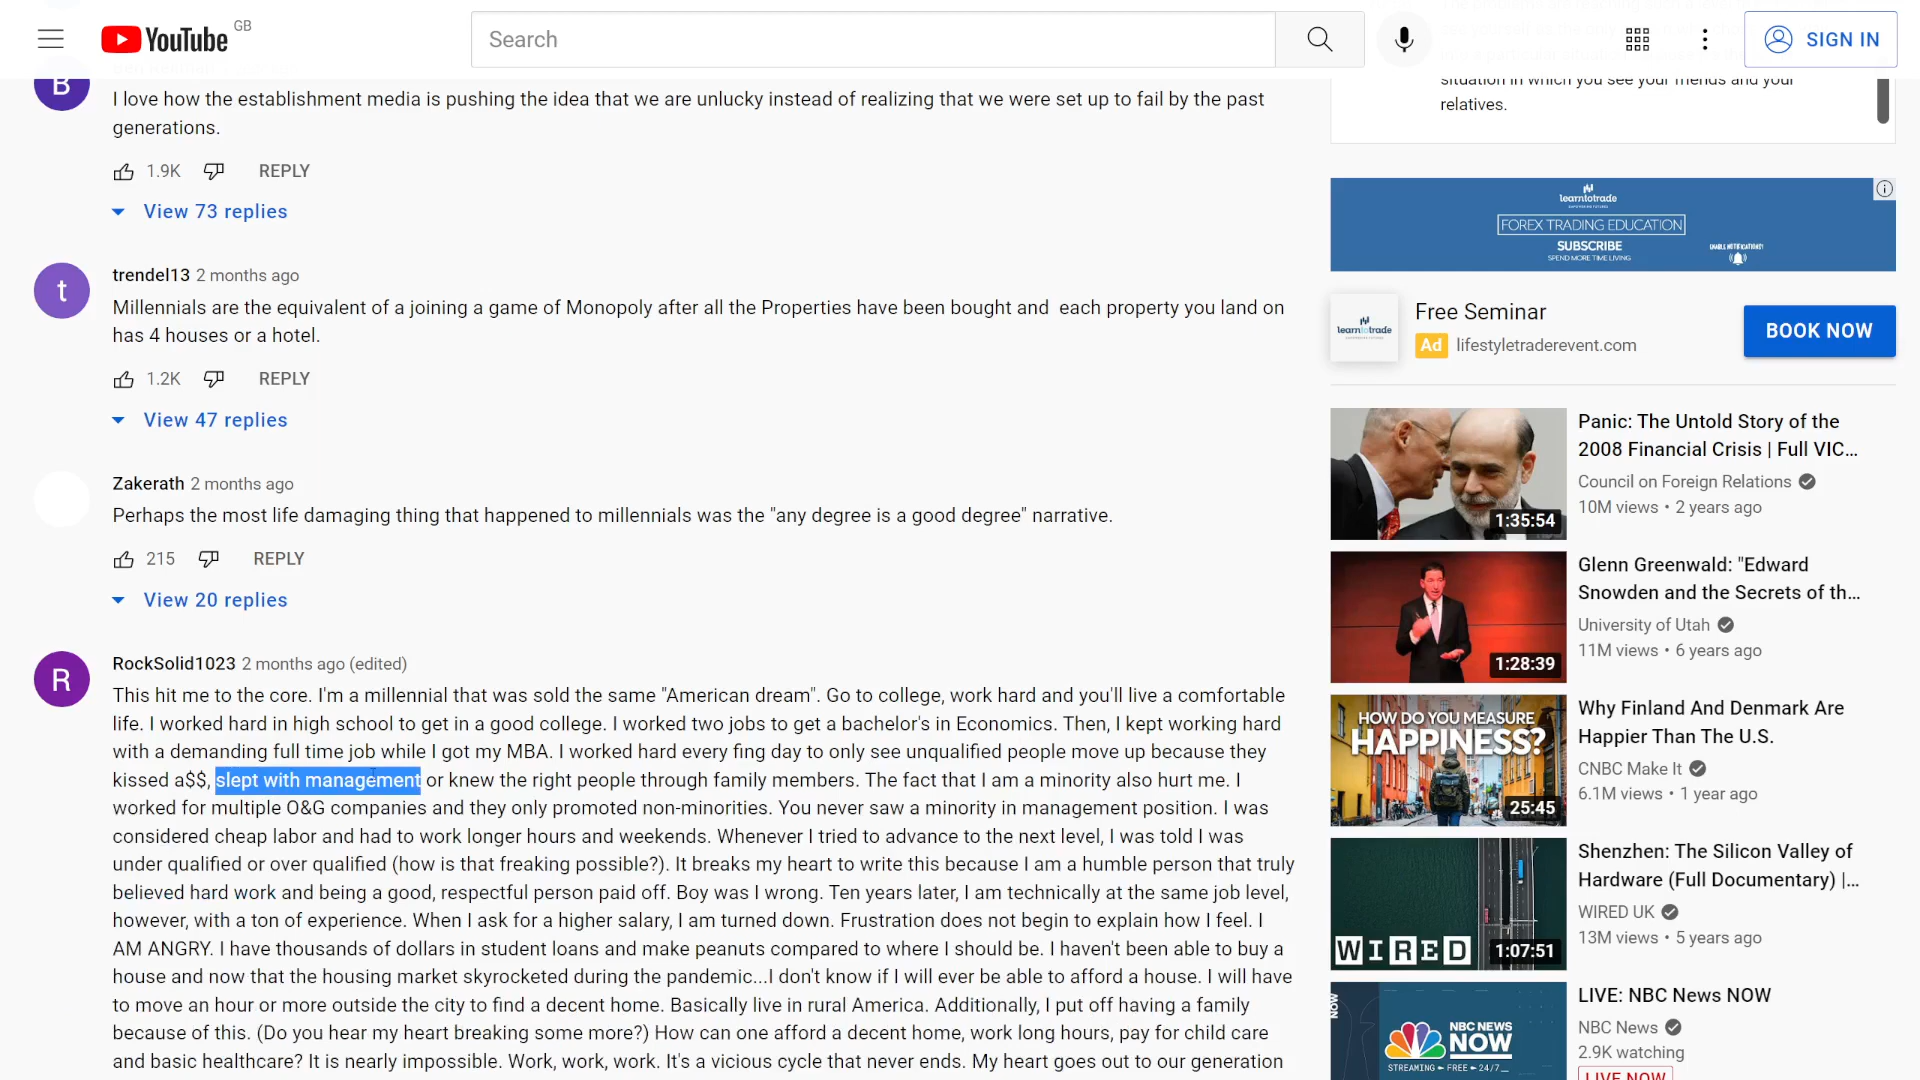 YouTube GB
Search
SIGN IN
B
I love how the establishment media is pushing the idea that we are unlucky instead of realizing that we were set up to fail by the past
generations.
1.9K REPLY
View 73 replies
t
trendel13 2 months ago
Millennials are the equivalent of a joining a game of Monopoly after all the Properties have been bought and each property you land on
has 4 houses or a hotel.
1.2K REPLY
View 47 replies
Zakerath 2 months ago
Perhaps the most life damaging thing that happened to millennials was the "any degree is a good degree" narrative.
215 REPLY
View 20 replies
R
RockSolid1023 2 months ago (edited)
This hit me to the core. I'm a millennial that was sold the same "American dream". Go to college, work hard and you'll live a comfortable
life. I worked hard in high school to get in a good college. I worked two jobs to get a bachelor's in Economics. Then, I kept working hard
with a demanding full time job while I got my MBA. I worked hard every fing day to only see unqualified people move up because they
kissed a$$, slept with management or knew the right people through family members. The fact that I am a minority also hurt me. I
worked for multiple O&G companies and they only promoted non-minorities. You never saw a minority in management position. I was
considered cheap labor and had to work longer hours and weekends. Whenever I tried to advance to the next level, I was told I was
under qualified or over qualified (how is that freaking possible?). It breaks my heart to write this because I am a humble person that truly
believed hard work and being a good, respectful person paid off. Boy was I wrong. Ten years later, I am technically at the same job level,
however, with a ton of experience. When I ask for a higher salary, I am turned down. Frustration does not begin to explain how I feel. I
AM ANGRY. I have thousands of dollars in student loans and make peanuts compared to where I should be. I haven't been able to buy a
house and now that the housing market skyrocketed during the pandemic...I don't know if I will ever be able to afford a house. I will have
to move an hour or more outside the city to find a decent home. Basically live in rural America. Additionally, I put off having a family
because of this. (Do you hear my heart breaking some more?) How can one afford a decent home, work long hours, pay for child care
and basic healthcare? It is nearly impossible. Work, work, work. It's a vicious cycle that never ends. My heart goes out to our generation
situation in which you see your friends and your
relatives.
learntotrade
FOREX TRADING EDUCATION
SUBSCRIBE
SPEND MORE TIME LIVING
ENABLE NOTIFICATIONS!
learntotrade
Free Seminar
Ad lifestyletraderevent.com
BOOK NOW
1:35:54
Panic: The Untold Story of the
2008 Financial Crisis | Full VIC...
Council on Foreign Relations
10M views • 2 years ago
1:28:39
Glenn Greenwald: "Edward
Snowden and the Secrets of th...
University of Utah
11M views • 6 years ago
HOW DO YOU MEASURE
HAPPINESS?
25:45
Why Finland And Denmark Are
Happier Than The U.S.
CNBC Make It
6.1M views • 1 year ago
WIRED
1:07:51
Shenzhen: The Silicon Valley of
Hardware (Full Documentary) |...
WIRED UK
13M views • 5 years ago
NOW
NBC NEWS
NOW
STREAMING FREE 24/7
LIVE: NBC News NOW
NBC News
2.9K watching
LIVE NOW